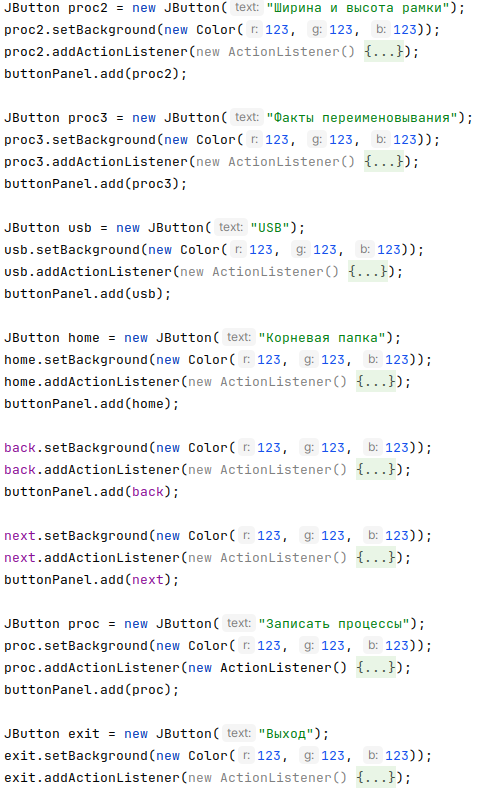 JButton proc2 = new JButton( text: "Ширина и высота рамки");
proc2.setBackground(new Color( r: 123, g: 123, b: 123));
proc2.addActionListener(new ActionListener() {...});
buttonPanel.add(proc2);
JButton proc3 = new JButton( text: "Факты переименовывания");
proc3.setBackground(new Color( r: 123, g: 123, b: 123));
proc3.addActionListener(new ActionListener() {...});
buttonPanel.add(proc3);
JButton usb = new JButton( text: "USB");
usb.setBackground(new Color( r: 123, g: 123, b: 123));
usb.addActionListener(new ActionListener() {...});
buttonPanel.add(usb);
JButton home = new JButton( text: "Корневая папка");
home.setBackground(new Color( r: 123, g: 123, b: 123));
home.addActionListener(new ActionListener() {...});
buttonPanel.add(home);
back.setBackground(new Color( r: 123, g: 123, b: 123));
back.addActionListener(new ActionListener() {...});
buttonPanel.add(back);
next.setBackground(new Color( r: 123, g: 123, b: 123));
next.addActionListener(new ActionListener() {...});
buttonPanel.add(next);
JButton proc = new JButton( text: "Записать процессы");
proc.setBackground(new Color( r: 123, g: 123, b: 123));
proc.addActionListener(new ActionListener() {...});
buttonPanel.add(proc);
JButton exit = new JButton( text: "Выход");
exit.setBackground(new Color( r: 123, g: 123, b: 123));
exit.addActionListener(new ActionListener() {...});